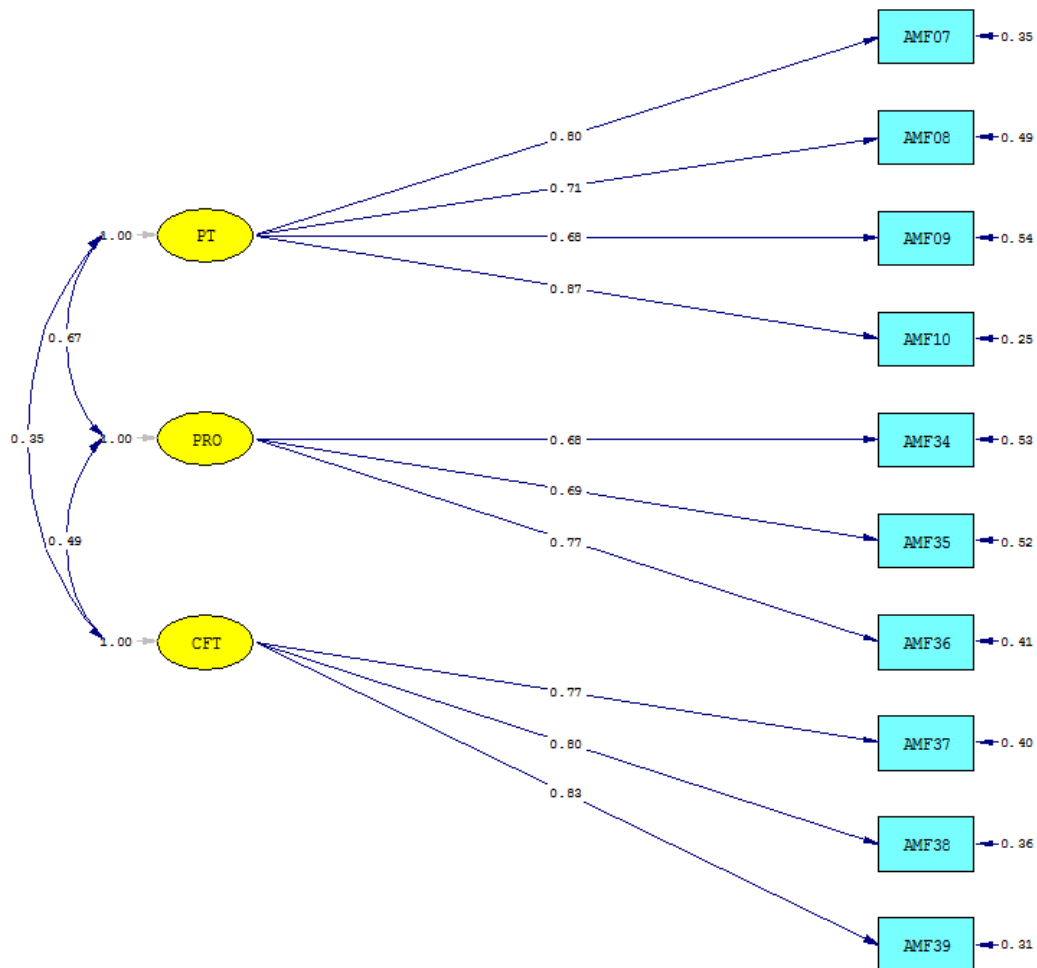 AMF07 0.35
0.80
AMF08 0.49
0.71
1.00 PT 0.68 AMF09 0.54
0.87
0.67 AMF10 0.25
0.35 1.00 PRO 0.68 AMF34 0.53
0.69
0.49 0.77 AMF35 0.52
1.00 CFT AMF36 0.41
0.77
0.80 AMF37 0.40
0.83
AMF38 0.36
AMF39 0.31